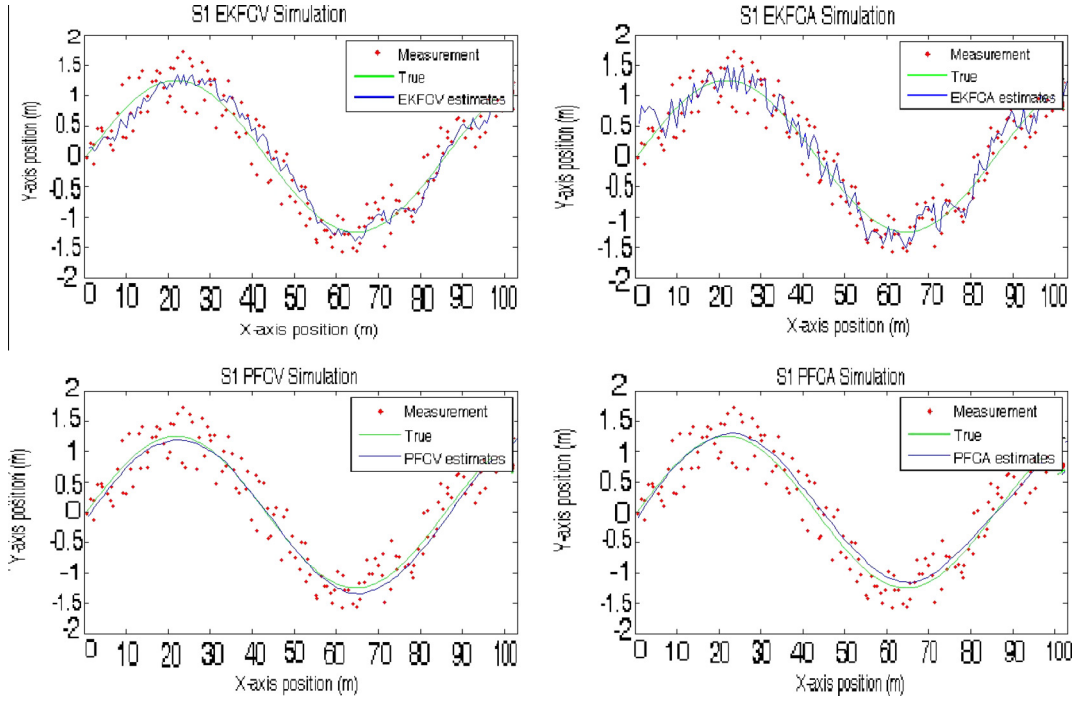 S1 EKFCV Simulation
Measurement
True
EKFCV estimates
Y-axis position (m)
2
1.5
1
0.5
0
-0.5
-1
-1.5
-2
0 10 20 30 40 50 60 70 80 90 100
X-axis position (m)
S1 EKFCA Simulation
Measurement
True
EKFCA estimates
Y-axis position (m)
2
1.5
1
0.5
0
-0.5
-1
-1.5
-2
0 10 20 30 40 50 60 70 80 90 100
X-axis position (m)
S1 PFCV Simulation
Measurement
True
PFCV estimates
Y-axis position (m)
2
1.5
1
0.5
0
-0.5
-1
-1.5
-2
0 10 20 30 40 50 60 70 80 90 100
X-axis position (m)
S1 PFCA Simulation
Measurement
True
PFCA estimates
Y-axis position (m)
2
1.5
1
0.5
0
-0.5
-1
-1.5
-2
0 10 20 30 40 50 60 70 80 90 100
X-axis position (m)